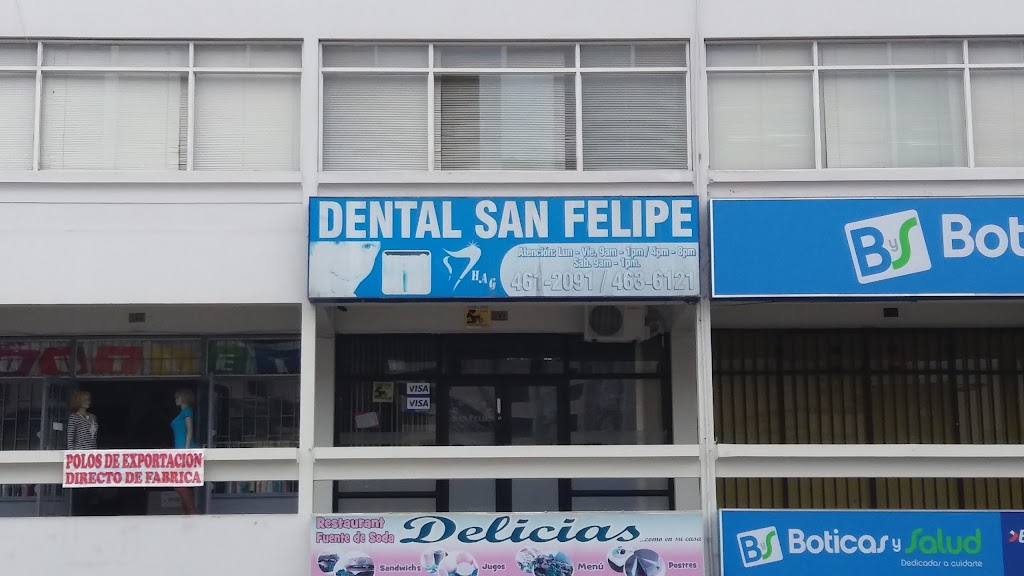 DENTAL SAN FELIPE
Atención: Lun - Vie. 9am - 1pm / 4pm - 8pm
Sab. 9am - 1pm.
461-2091 / 463-6121
HAG
ByS Bot
VISA
VISA
POLOS DE EXPORTACION
DIRECTO DE FABRICA
Restaurant
Fuente de Soda
Delicias
...como en su casa
Sandwichs Jugos Menú Postres
BS Boticas y Salud
Dedicados a cuidarte